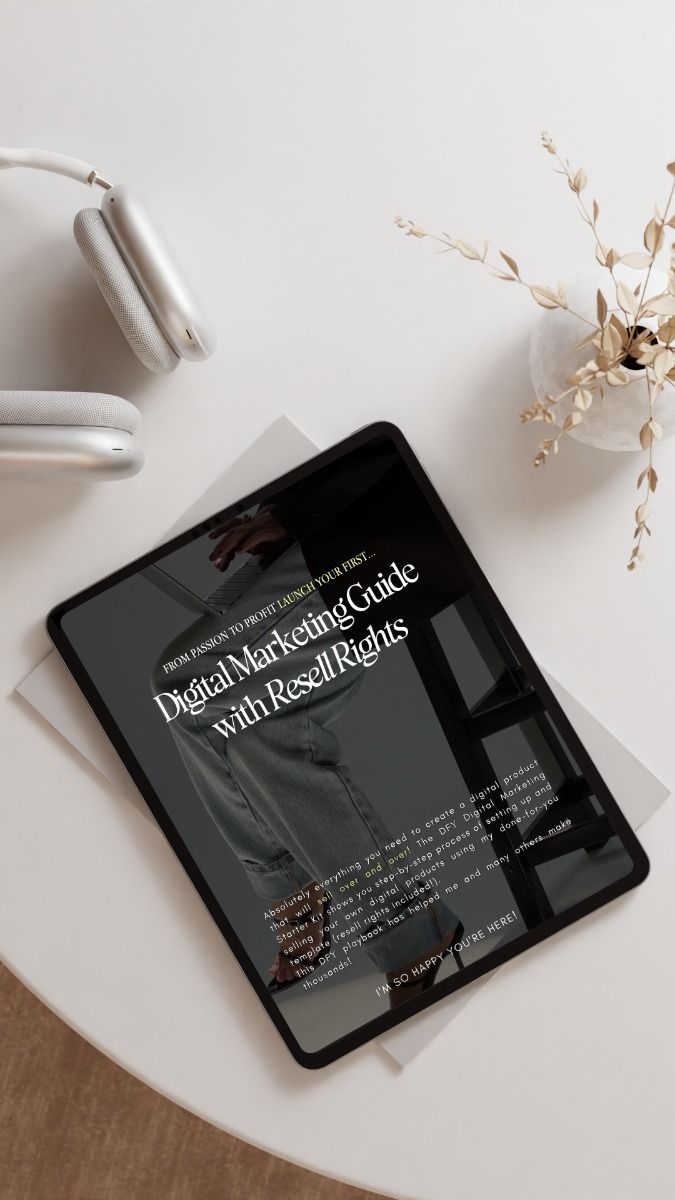 FROM PASSION TO PROFIT LAUNCH YOUR FIRST...
Digital Marketing Guide
with Resell Rights
Absolutely everything you need to create a digital product
that will sell over and over! The DFY Digital Marketing
Starter Kit shows you step-by-step process of setting up and
selling your own digital products using my done-for-you
template (resell rights included!).
This DFY playbook has helped me and many others make
thousands!
I'M SO HAPPY YOU'RE HERE!